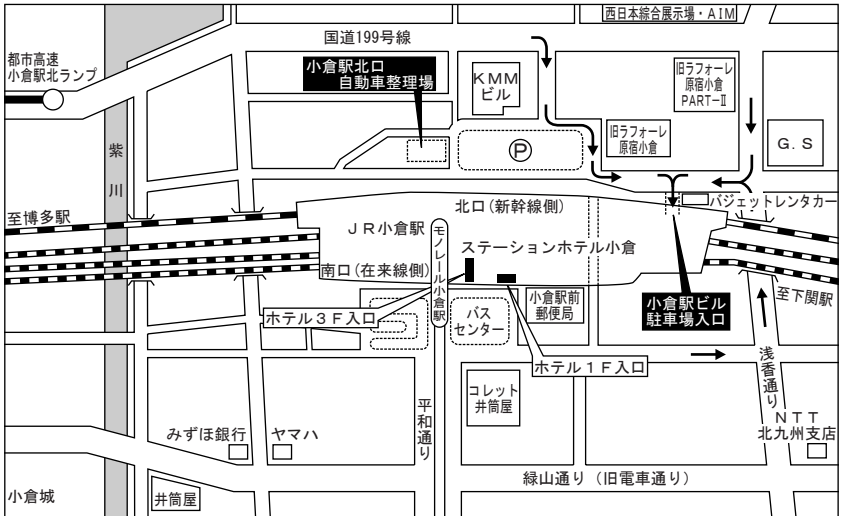 西日本綜合展示場・AIM
国道199号線
都市高速
小倉駅北ランプ
小倉駅北口
自動車整理場
KMM
ビル
旧ラフォーレ
原宿小倉
PART-Ⅱ
旧ラフォーレ
原宿小倉
G.S
P
紫川
バジェットレンタカー
北口(新幹線側)
至博多駅
JR小倉駅
モノレール小倉駅
ステーションホテル小倉
南口(在来線側)
至下関駅
小倉駅前
郵便局
小倉駅ビル
駐車場入口
ホテル3F入口
バス
センター
ホテル1F入口
浅香通り
コレット
井筒屋
平和通り
みずほ銀行
ヤマハ
NTT
北九州支店
緑山通り(旧電車通り)
小倉城
井筒屋